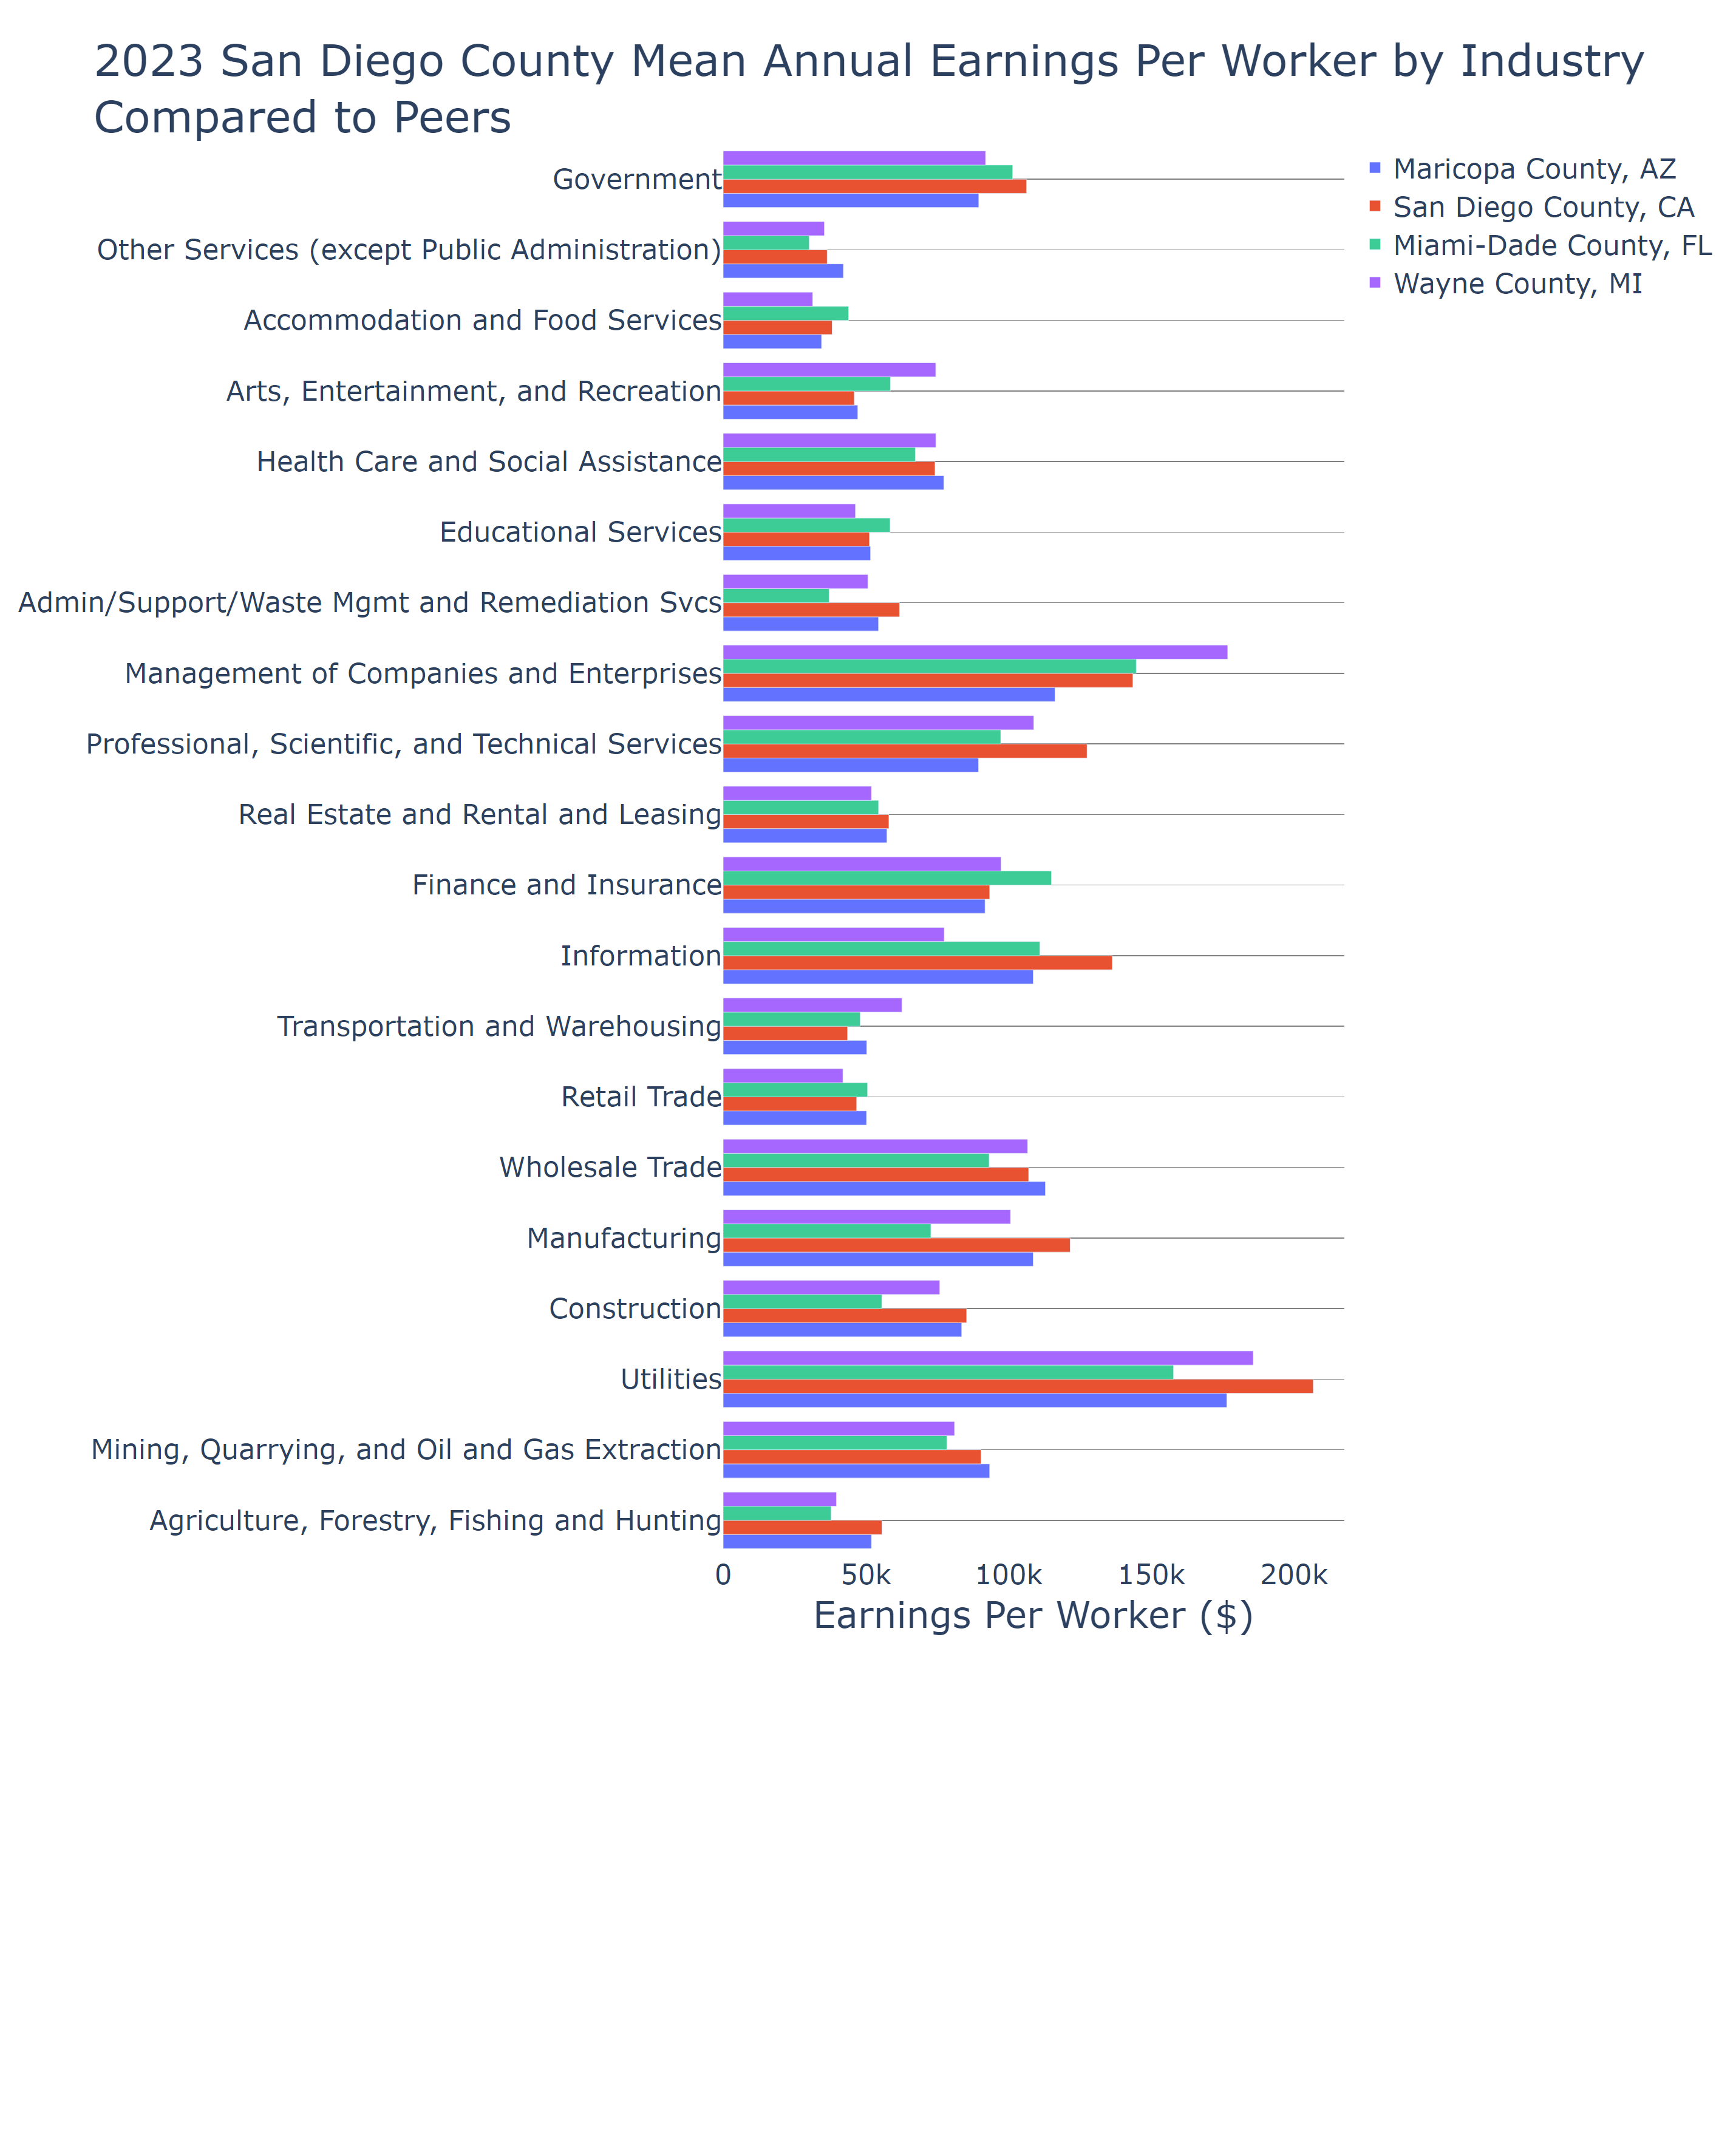 2023 San Diego County Mean Annual Earnings Per Worker by Industry
Compared to Peers
Government
Other Services (except Public Administration)
Accommodation and Food Services
Arts, Entertainment, and Recreation
Health Care and Social Assistance
Educational Services
Admin/Support/Waste Mgmt and Remediation Svcs
Management of Companies and Enterprises
Professional, Scientific, and Technical Services
Real Estate and Rental and Leasing
Finance and Insurance
Information
Transportation and Warehousing
Retail Trade
Wholesale Trade
Manufacturing
Construction
Utilities
Mining, Quarrying, and Oil and Gas Extraction
Agriculture, Forestry, Fishing and Hunting
0 50k 100k 150k 200k
Earnings Per Worker ($)
Maricopa County, AZ
San Diego County, CA
Miami-Dade County, FL
Wayne County, MI